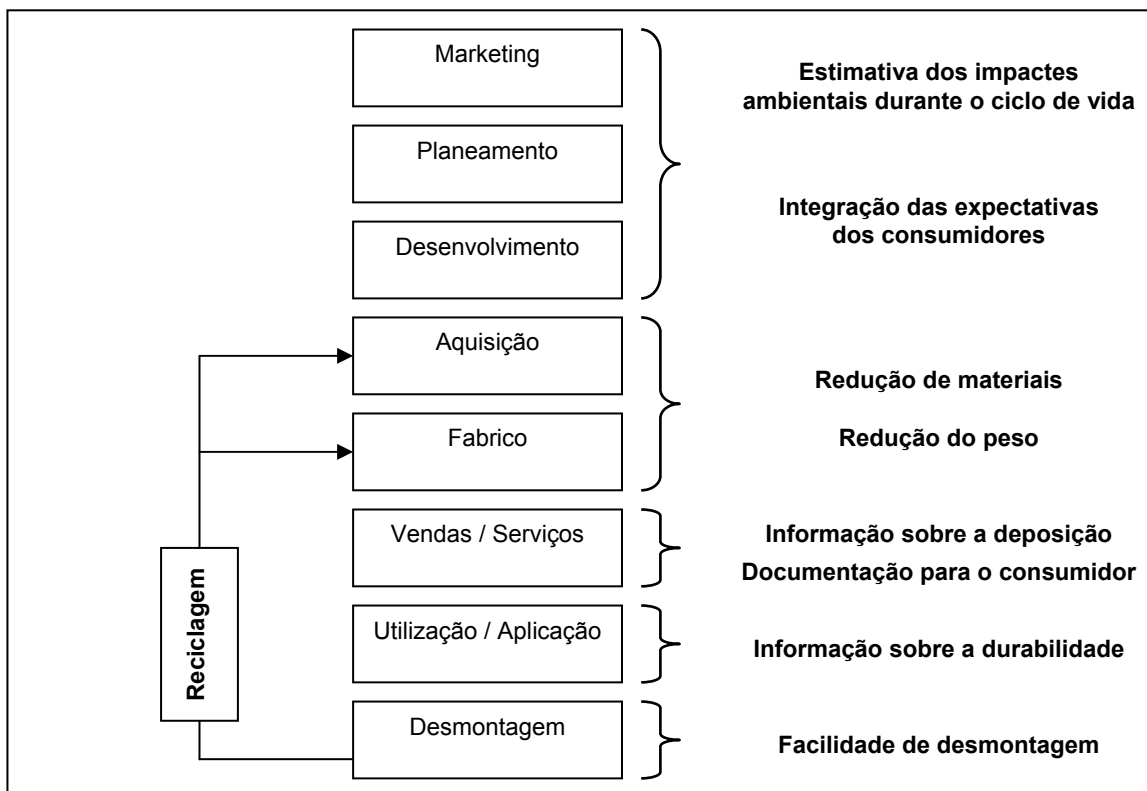 Marketing
Estimativa dos impactes
ambientais durante o ciclo de vida
Planeamento
Integração das expectativas
dos consumidores
Desenvolvimento
Aquisição
Redução de materiais
Fabrico
Redução do peso
Vendas / Serviços
Informação sobre a deposição
Documentação para o consumidor
Reciclagem
Utilização / Aplicação
Informação sobre a durabilidade
Desmontagem
Facilidade de desmontagem